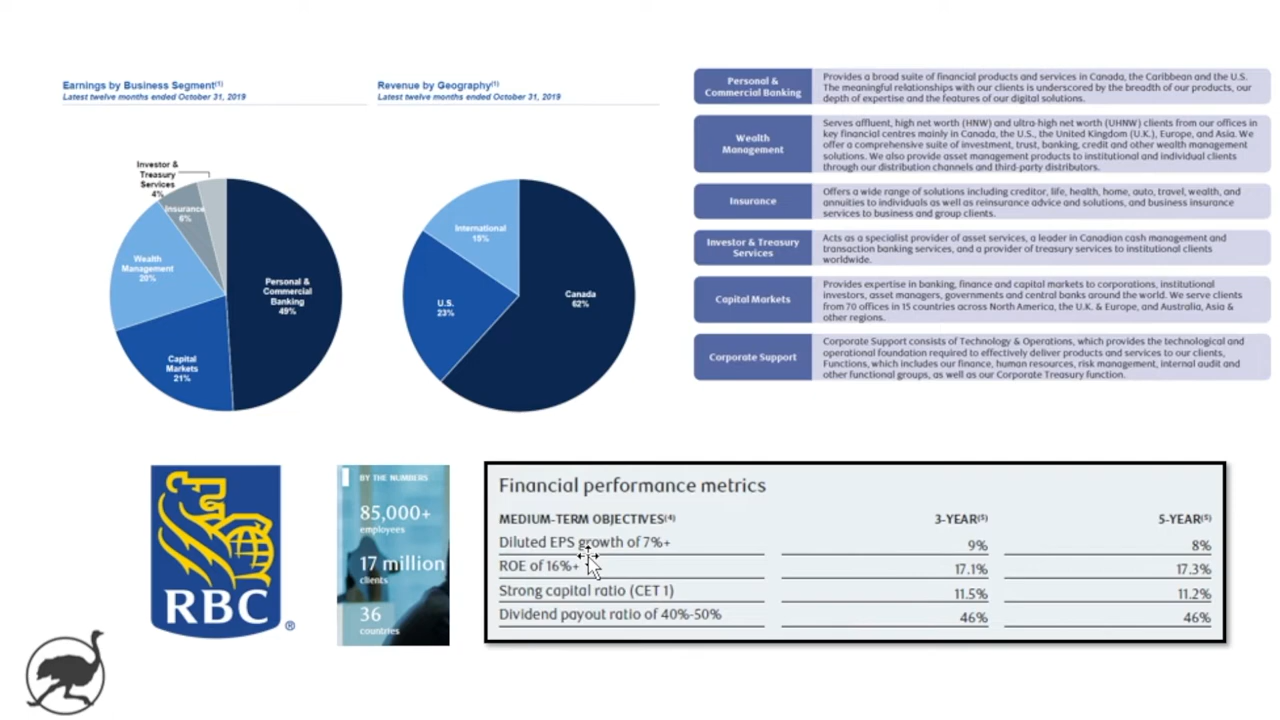 Earnings by Business Segment(1)
Latest twelve months ended October 31, 2019
Investor &
Treasury
Services
4%
Insurance
6%
Wealth
Management
20%
Personal &
Commercial
Banking
49%
Capital
Markets
21%
Revenue by Geography(1)
Latest twelve months ended October 31, 2019
International
15%
U.S.
23%
Canada
62%
Personal &
Commercial Banking
Provides a broad suite of financial products and services in Canada, the Caribbean and the U.S.
The meaningful relationships with our clients is underscored by the breadth of our products, our
depth of expertise and the features of our digital solutions.
Wealth
Management
Serves affluent, high net worth (HNW) and ultra-high net worth (UHNW) clients from our offices in
key financial centres mainly in Canada, the U.S., the United Kingdom (U.K.), Europe, and Asia. We
offer a comprehensive suite of investment, trust, banking, credit and other wealth management
solutions. We also provide asset management products to institutional and individual clients
through our distribution channels and third-party distributors.
Insurance
Offers a wide range of solutions including creditor, life, health, home, auto, travel, wealth, and
annuities to individuals as well as reinsurance advice and solutions, and business insurance
services to business and group clients.
Investor & Treasury
Services
Acts as a specialist provider of asset services, a leader in Canadian cash management and
transaction banking services, and a provider of treasury services to institutional clients
worldwide.
Capital Markets
Provides expertise in banking, finance and capital markets to corporations, institutional
investors, asset managers, governments and central banks around the world. We serve clients
from 70 offices in 15 countries across North America, the U.K. & Europe, and Australia, Asia &
other regions.
Corporate Support
Corporate Support consists of Technology & Operations, which provides the technological and
operational foundation required to effectively deliver products and services to our clients,
Functions, which includes our finance, human resources, risk management, internal audit and
other functional groups, as well as our Corporate Treasury function.
RBC
®
BY THE NUMBERS
85,000+
employees
17 million
clients
36
countries
Financial performance metrics
MEDIUM-TERM OBJECTIVES(4) 3-YEAR(5) 5-YEAR(5)
Diluted EPS growth of 7%+ 9% 8%
ROE of 16%+ 17.1% 17.3%
Strong capital ratio (CET 1) 11.5% 11.2%
Dividend payout ratio of 40%-50% 46% 46%